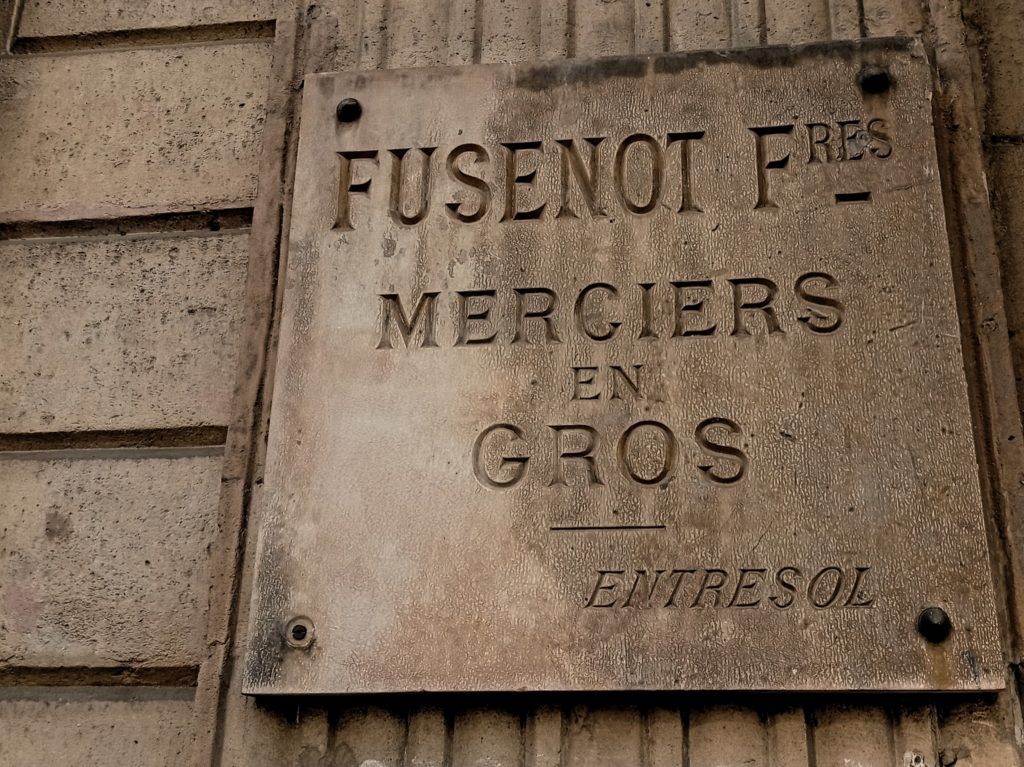 FUSENOT FRES
MERCIERS
EN
GROS
ENTRESOL